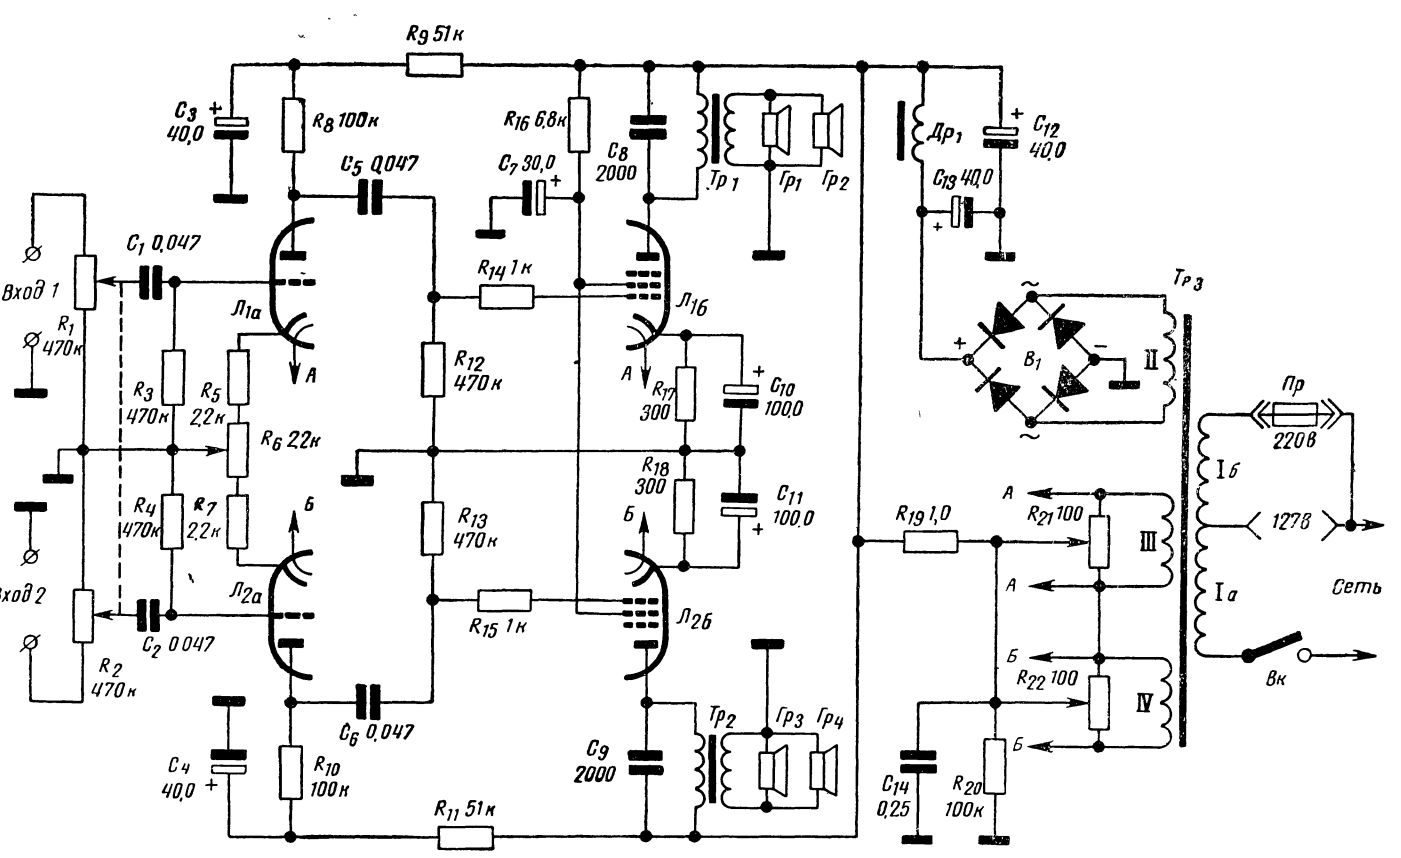 R9 51к
C3
40,0
+
R8 100к
R16 6,8к
C5 0,047
C7 30,0
+
C8
2000
Тр1
Гр1
Гр2
Др1
+
C12
40,0
C13 40,0
+
C1 0,047
Вход 1
R1
470к
Л1а
R14 1к
Л1б
Тр3
~
+
В1
−
~
II
R3
470к
R5
2,2к
А
R12
470к
А
R17
300
+
C10
100,0
Пр
220в
R6 22к
Iб
R4
470к
R7
2,2к
Б
R13
470к
R18
300
Б
C11
100,0
+
А
R21 100
III
127в
R19 1,0
А
Сеть
Iа
Вход 2
Л2а
Л2б
R15 1к
C2 0047
R2
470к
Б
R22 100
IV
Вк
Б
C6 0,047
Тр2
Гр3
Гр4
C4
40,0
+
R10
100к
C9
2000
C14
0,25
R20
100к
R11 51к